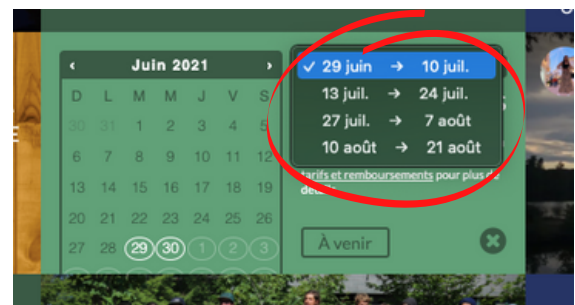 ‹ Juin 2021 ›
D L M M J V S
30 31 1 2 3 4 5
6 7 8 9 10 11 12
13 14 15 16 17 18 19
20 21 22 23 24 25 26
27 28 29 30 1 2 3
✓ 29 juin → 10 juil.
13 juil. → 24 juil.
27 juil. → 7 août
10 août → 21 août
tarifs et remboursements pour plus de
détails
À venir